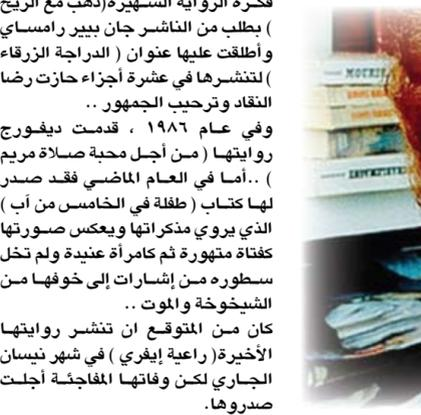 فكرة الرواية الشهيرة(ذهب مع الريح
) بطلب من الناشر جان بيير رامساي
وأطلقت عليها عنوان ( الدراجة الزرقاء
) لتنشرها في عشرة أجزاء حازت رضا
النقاد وترحيب الجمهور ..
وفي عام ١٩٨٦ ، قدمت ديفورج
روايتها ( من أجل محبة صلاة مريم
) ..أما في العام الماضي فقد صدر
لها كتاب ( طفلة في الخامس من آب )
الذي يروي مذكراتها ويعكس صورتها
كفتاة متهورة ثم كامرأة عنيدة ولم تخل
سطوره من إشارات إلى خوفها من
الشيخوخة والموت ..
كان من المتوقع ان تنشر روايتها
الأخيرة( راعية إيفري ) في شهر نيسان
الجاري لكن وفاتها المفاجئة أجلت
صدروها.